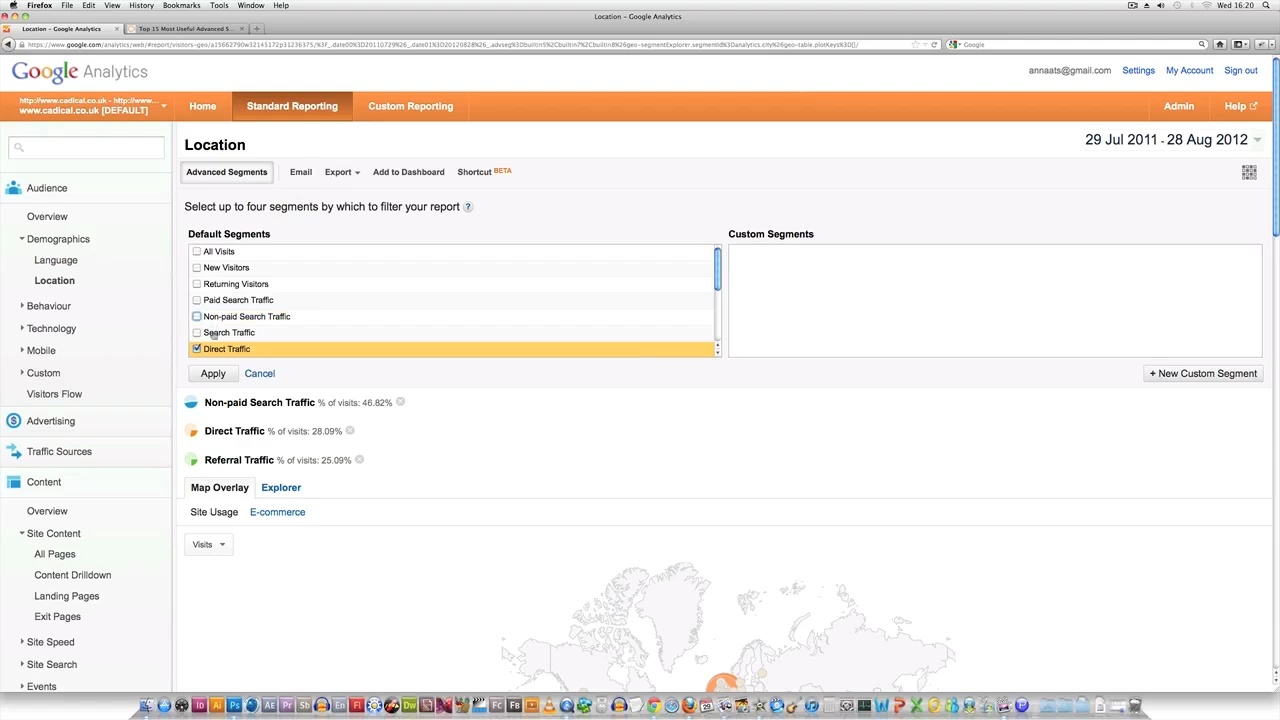 Firefox File Edit View History Bookmarks Tools Window Help Wed 16:20
Location – Google Analytics
Location – Google Analytics Top 15 Most Useful Advanced S...
Google
Google Analytics annaats@gmail.com Settings My Account Sign out
http://www.cadical.co.uk - http://www...
www.cadical.co.uk [DEFAULT]
Home Standard Reporting Custom Reporting Admin Help
Location 29 Jul 2011 - 28 Aug 2012
Advanced Segments Email Export Add to Dashboard Shortcut BETA
Select up to four segments by which to filter your report ?
Default Segments Custom Segments
All Visits
New Visitors
Returning Visitors
Paid Search Traffic
Non-paid Search Traffic
Search Traffic
Direct Traffic
Apply Cancel + New Custom Segment
Non-paid Search Traffic % of visits: 46.82%
Direct Traffic % of visits: 28.09%
Referral Traffic % of visits: 25.09%
Map Overlay Explorer
Site Usage E-commerce
Visits
Audience
Overview
Demographics
Language
Location
Behaviour
Technology
Mobile
Custom
Visitors Flow
Advertising
Traffic Sources
Content
Overview
Site Content
All Pages
Content Drilldown
Landing Pages
Exit Pages
Site Speed
Site Search
Events